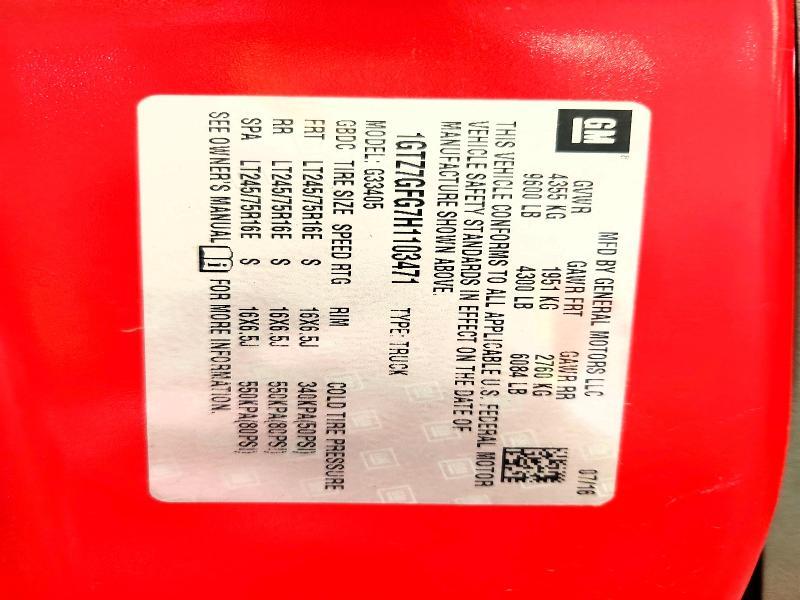 GM®
MFD BY GENERAL MOTORS LLC 07/16
GVWR GAWR FRT GAWR RR
4355 KG 1951 KG 2760 KG
9600 LB 4300 LB 6084 LB
THIS VEHICLE CONFORMS TO ALL APPLICABLE U.S. FEDERAL MOTOR
VEHICLE SAFETY STANDARDS IN EFFECT ON THE DATE OF
MANUFACTURE SHOWN ABOVE.
1GTZ7GFG7H1103471 TYPE: TRUCK
MODEL: G33405
GBDC TIRE SIZE SPEED RTG RIM COLD TIRE PRESSURE
FRT LT245/75R16E S 16X6.5J 340KPA(50PSI)
RR LT245/75R16E S 16X6.5J 550KPA(80PSI)
SPA LT245/75R16E S 16X6.5J 550KPA(80PSI)
SEE OWNER'S MANUAL FOR MORE INFORMATION.